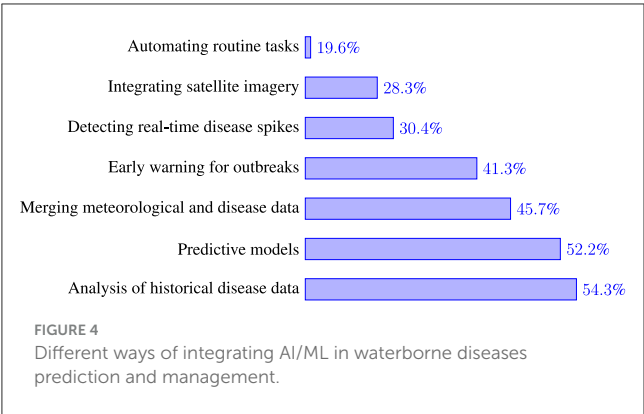 Automating routine tasks 19.6%
Integrating satellite imagery 28.3%
Detecting real-time disease spikes 30.4%
Early warning for outbreaks 41.3%
Merging meteorological and disease data 45.7%
Predictive models 52.2%
Analysis of historical disease data 54.3%
FIGURE 4
Different ways of integrating AI/ML in waterborne diseases
prediction and management.